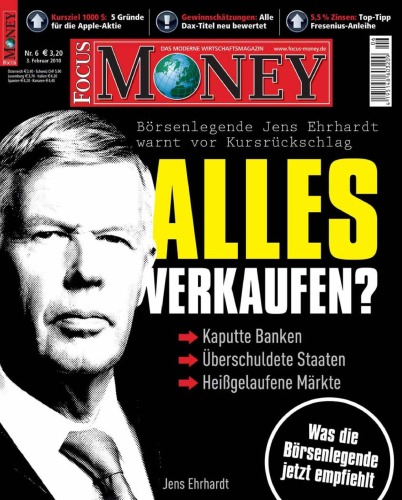 Kursziel 1000 $: 5 Gründe
für die Apple-Aktie
Gewinnschätzungen: Alle
Dax-Titel neu bewertet
5,5 % Zinsen: Top-Tipp
Fresenius-Anleihe
MONEY
FOCUS
Nr. 6 € 3,20
3. Februar 2010
DAS MODERNE WIRTSCHAFTSMAGAZIN
www.focus-money.de
FOCUS
MONEY
06
Börsenlegende Jens Ehrhardt
warnt vor Kursrückschlag
ALLES
VERKAUFEN?
Kaputte Banken
Überschuldete Staaten
Heißgelaufene Märkte
Was die
Börsenlegende
jetzt empfiehlt
Jens Ehrhardt